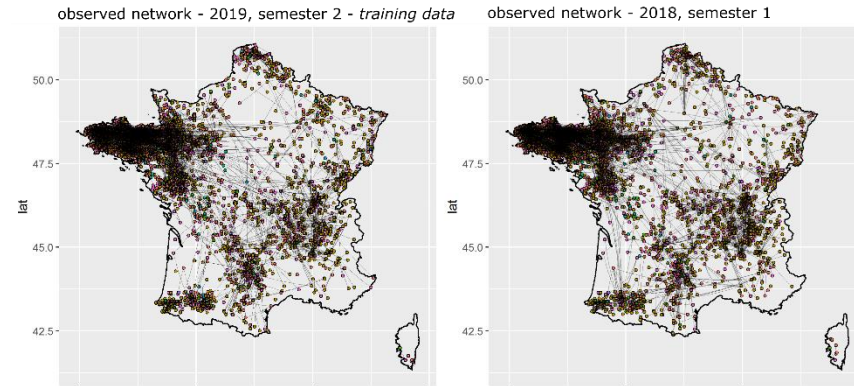 observed network - 2019, semester 2 - training data
observed network - 2018, semester 1
50.0
47.5
45.0
42.5
lat
50.0
47.5
45.0
42.5
lat